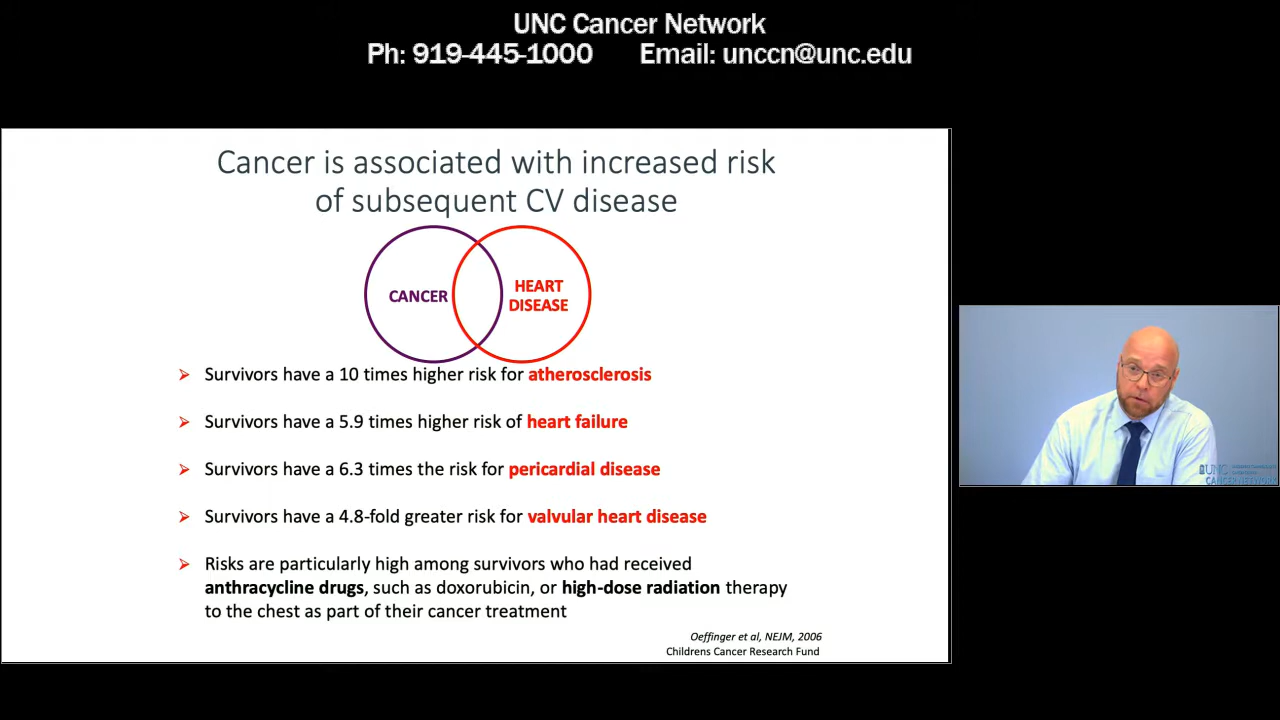 UNC Cancer Network
Ph: 919-445-1000 Email: unccn@unc.edu
Cancer is associated with increased risk
of subsequent CV disease
CANCER
HEART
DISEASE
➢ Survivors have a 10 times higher risk for atherosclerosis
➢ Survivors have a 5.9 times higher risk of heart failure
➢ Survivors have a 6.3 times the risk for pericardial disease
➢ Survivors have a 4.8-fold greater risk for valvular heart disease
➢ Risks are particularly high among survivors who had received
anthracycline drugs, such as doxorubicin, or high-dose radiation therapy
to the chest as part of their cancer treatment
Oeffinger et al, NEJM, 2006
Childrens Cancer Research Fund
UNC
CANCER NETWORK